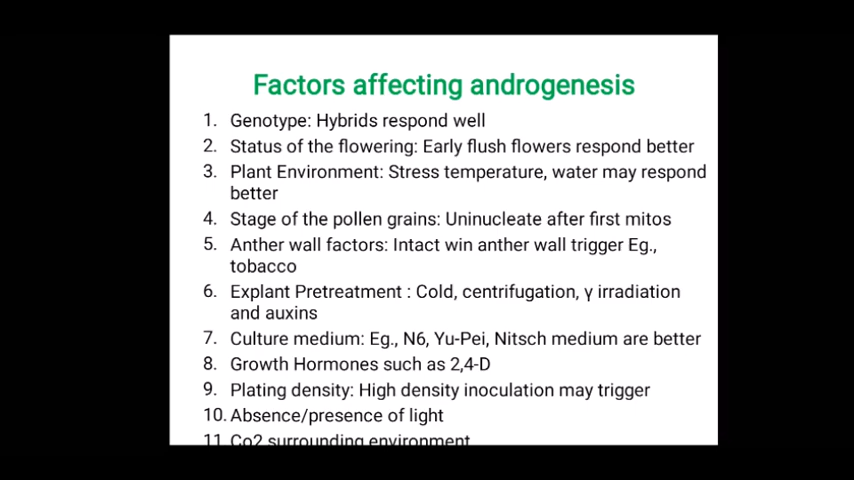 Factors affecting androgenesis
1. Genotype: Hybrids respond well
2. Status of the flowering: Early flush flowers respond better
3. Plant Environment: Stress temperature, water may respond
better
4. Stage of the pollen grains: Uninucleate after first mitos
5. Anther wall factors: Intact win anther wall trigger Eg.,
tobacco
6. Explant Pretreatment : Cold, centrifugation, γ irradiation
and auxins
7. Culture medium: Eg., N6, Yu-Pei, Nitsch medium are better
8. Growth Hormones such as 2,4-D
9. Plating density: High density inoculation may trigger
10. Absence/presence of light
11. Co2 surrounding environment